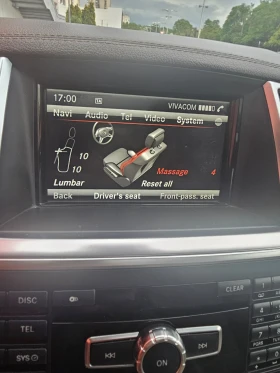 17:00 VIVACOM
Navi Audio Tel Video System
10
10
Massage 4
Lumbar Reset all
Back Driver's seat Front-pass. seat
DISC
CLEAR
TEL
SYS
ON